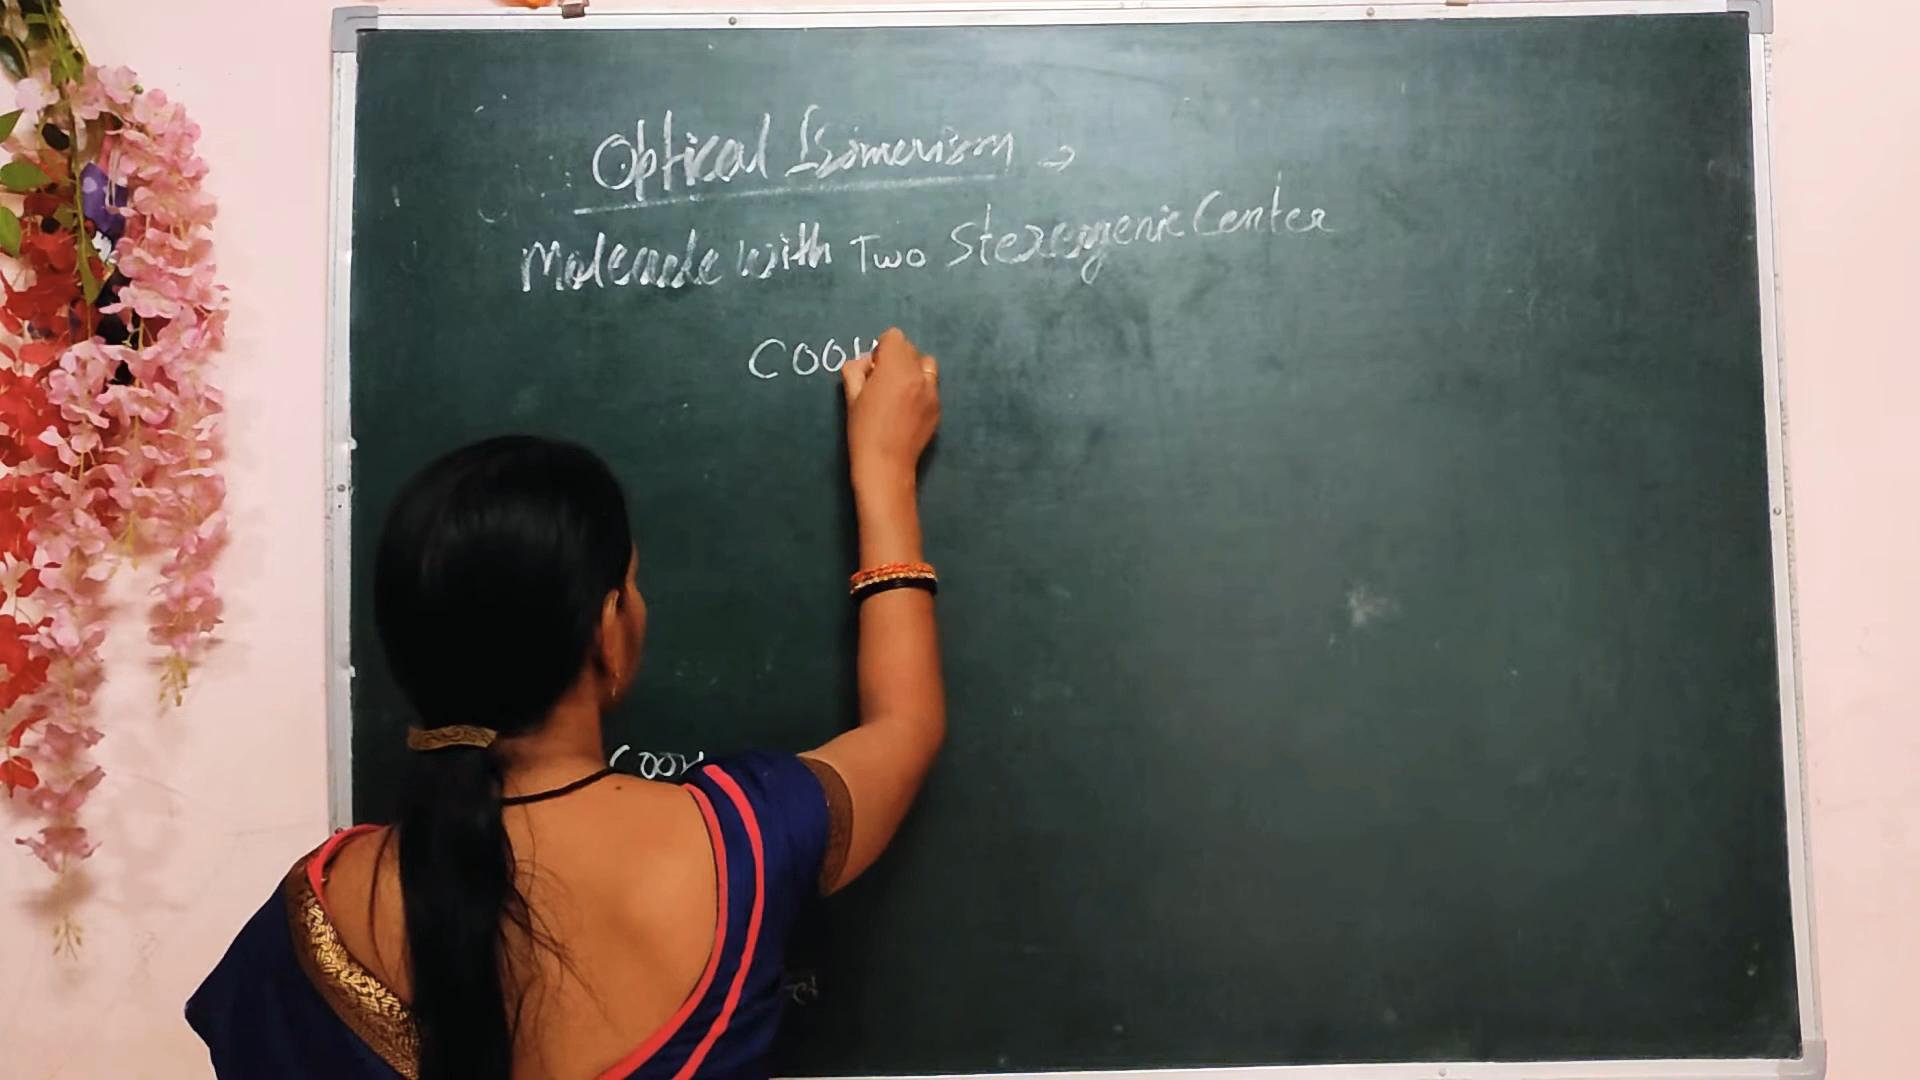 Optical Isomerism →
Molecule with Two Stereogenic Center
COOH
COOH